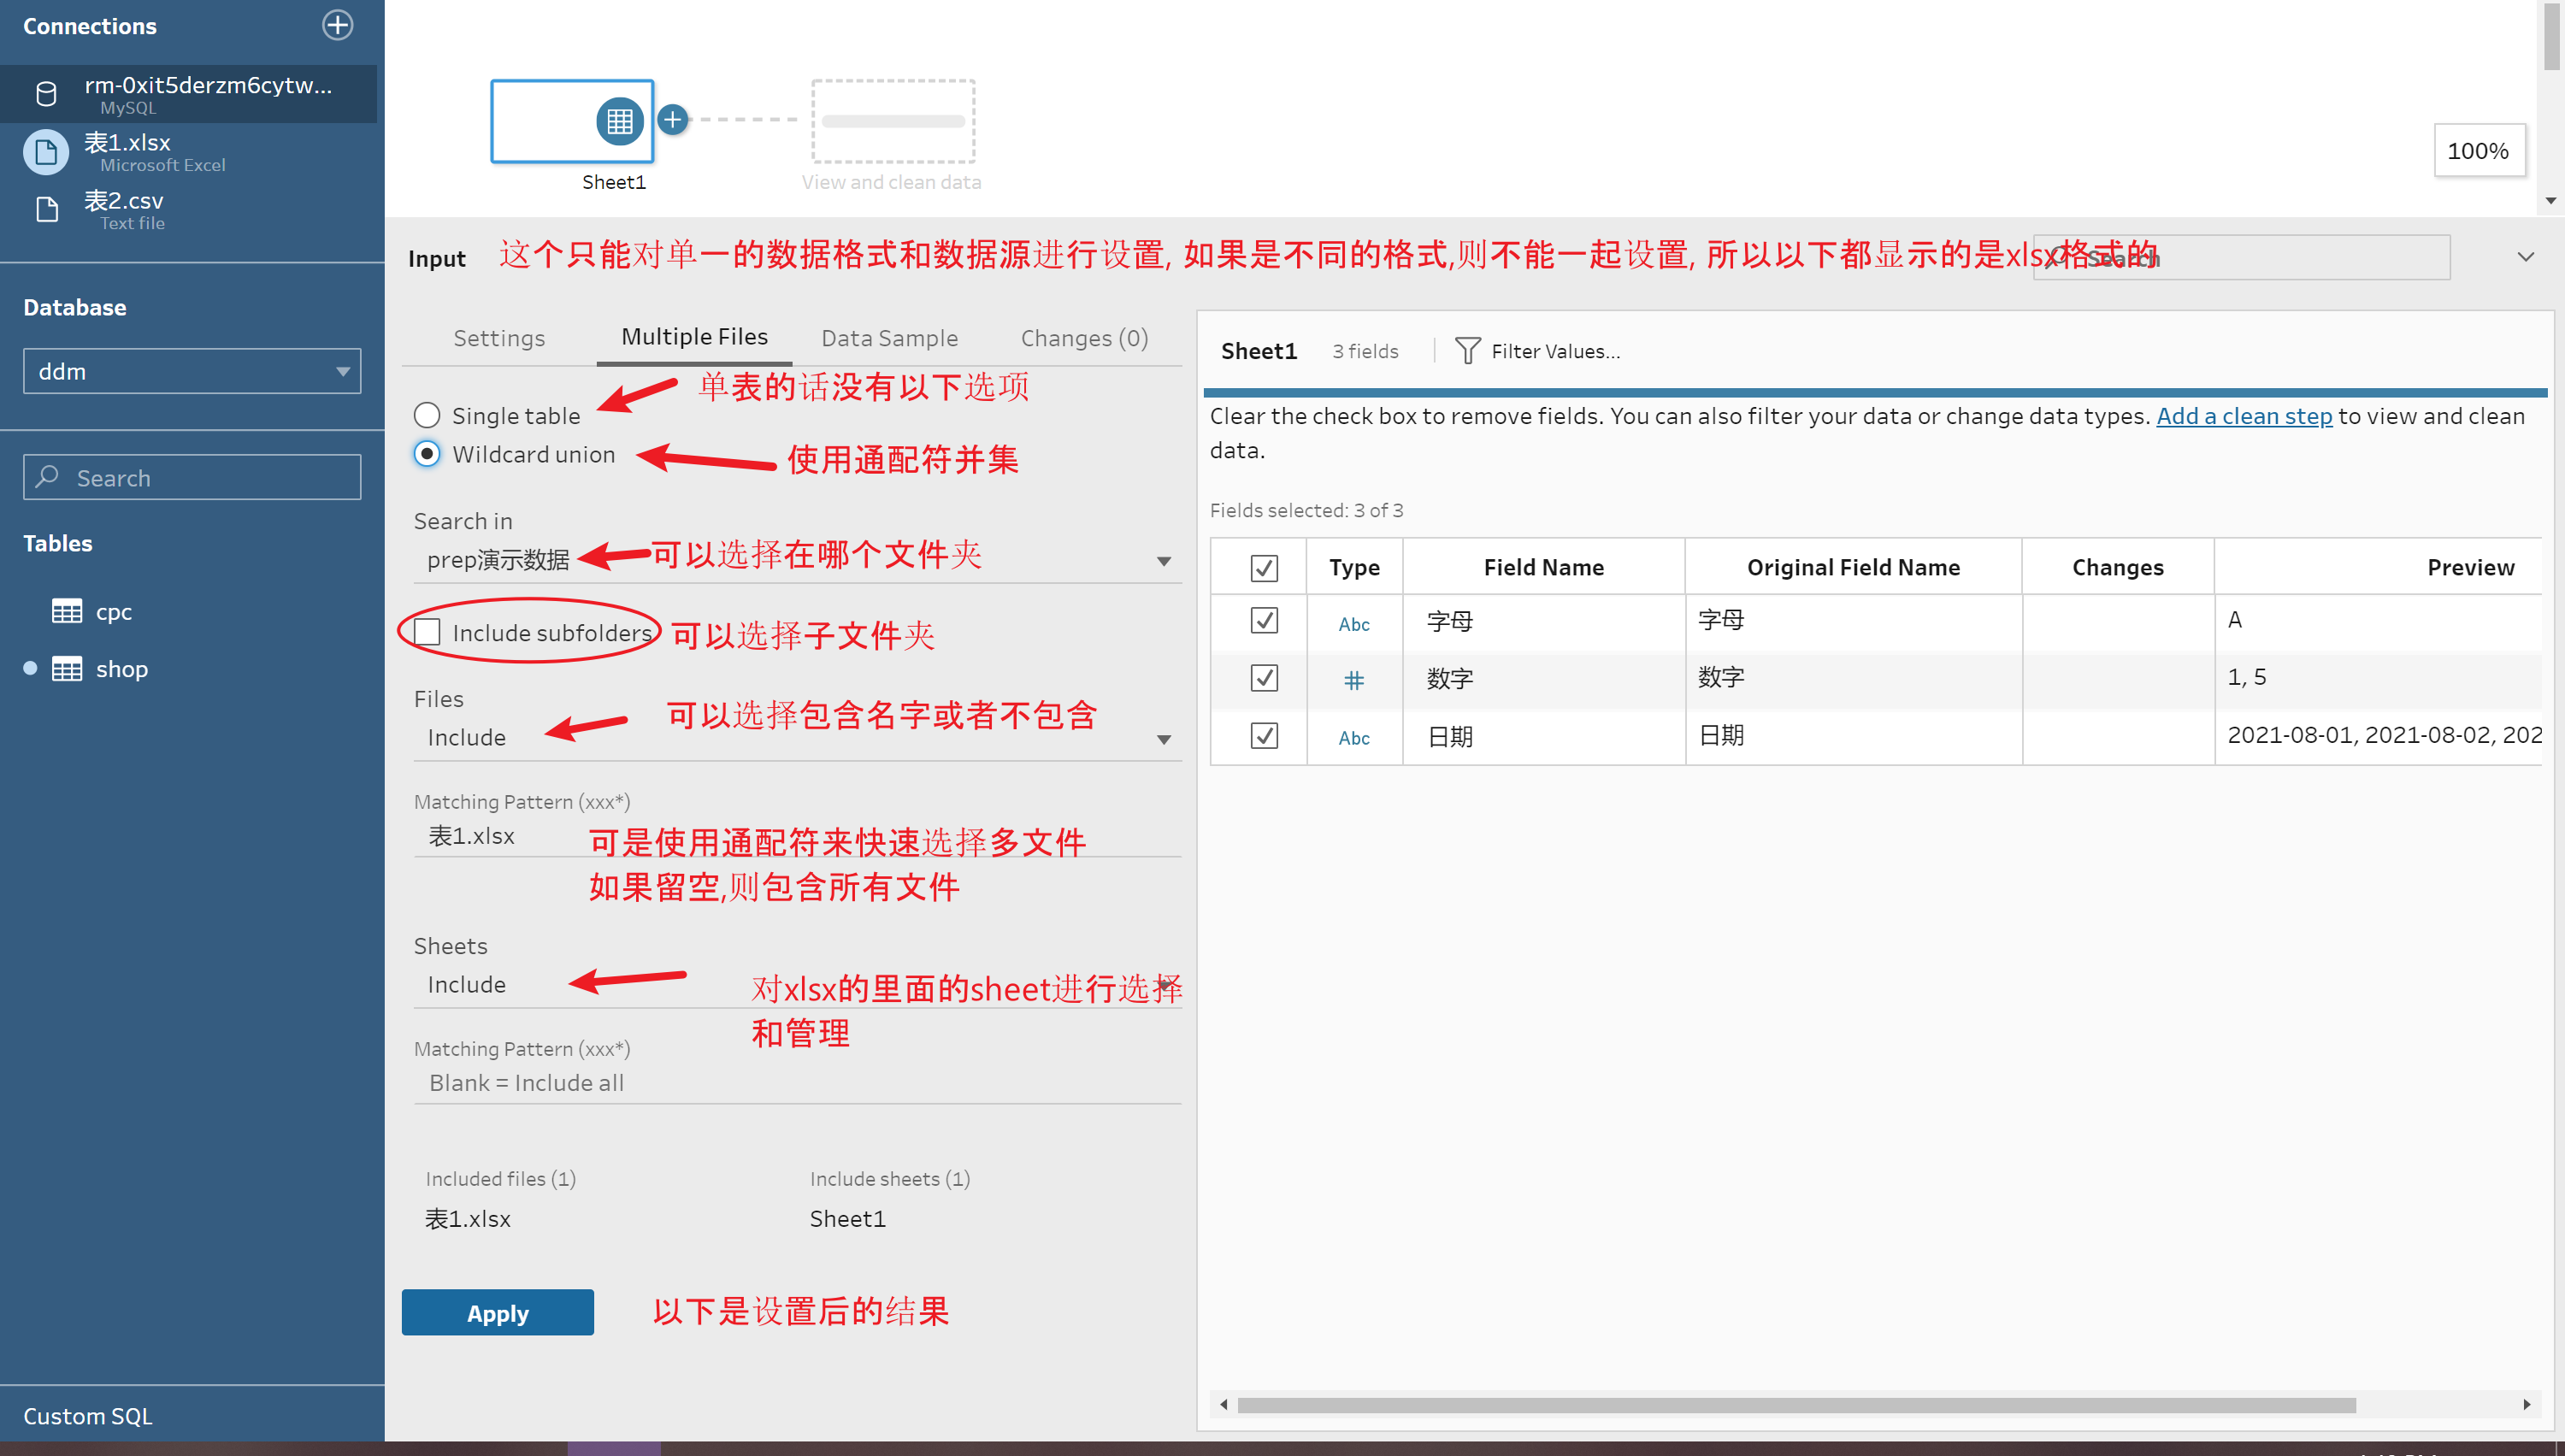 Connections
rm-0xit5derzm6cytw...
MySQL
表1.xlsx
Microsoft Excel
表2.csv
Text file
Database
ddm
Search
Tables
cpc
shop
Custom SQL
Sheet1
View and clean data
100%
Input
这个只能对单一的数据格式和数据源进行设置, 如果是不同的格式,则不能一起设置, 所以以下都显示的是xlsx格式的
Search
Settings
Multiple Files
Data Sample
Changes (0)
单表的话没有以下选项
Single table
Wildcard union
使用通配符并集
Search in
prep演示数据
可以选择在哪个文件夹
Include subfolders
可以选择子文件夹
Files
Include
可以选择包含名字或者不包含
Matching Pattern (xxx*)
表1.xlsx
可是使用通配符来快速选择多文件
如果留空,则包含所有文件
Sheets
Include
对xlsx的里面的sheet进行选择
和管理
Matching Pattern (xxx*)
Blank = Include all
Included files (1)
Include sheets (1)
表1.xlsx
Sheet1
Apply
以下是设置后的结果
Sheet1
3 fields
Filter Values...
Clear the check box to remove fields. You can also filter your data or change data types. Add a clean step to view and clean
data.
Fields selected: 3 of 3
Type Field Name Original Field Name Changes Preview
Abc 字母 字母 A
# 数字 数字 1, 5
Abc 日期 日期 2021-08-01, 2021-08-02, 202